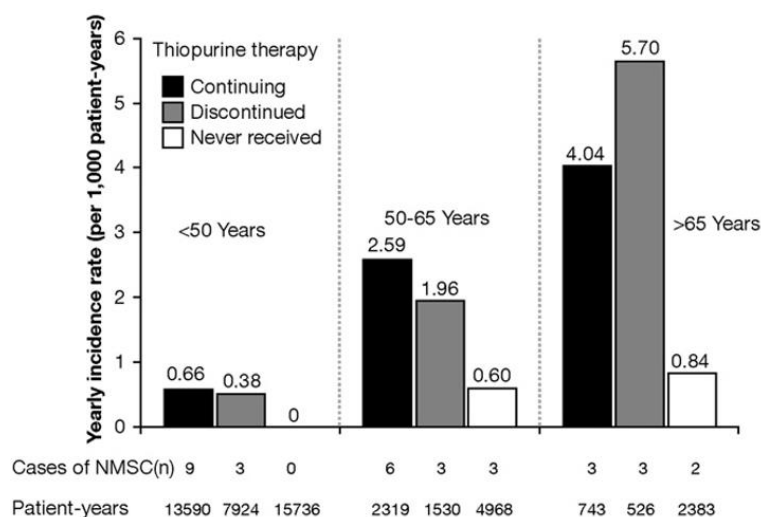 Yearly incidence rate (per 1,000 patient-years)
6
5
4
3
2
1
0
Thiopurine therapy
Continuing
Discontinued
Never received
<50 Years
0.66
0.38
0
50-65 Years
2.59
1.96
0.60
>65 Years
4.04
5.70
0.84
Cases of NMSC(n) 9 3 0 6 3 3 3 3 2
Patient-years 13590 7924 15736 2319 1530 4968 743 526 2383